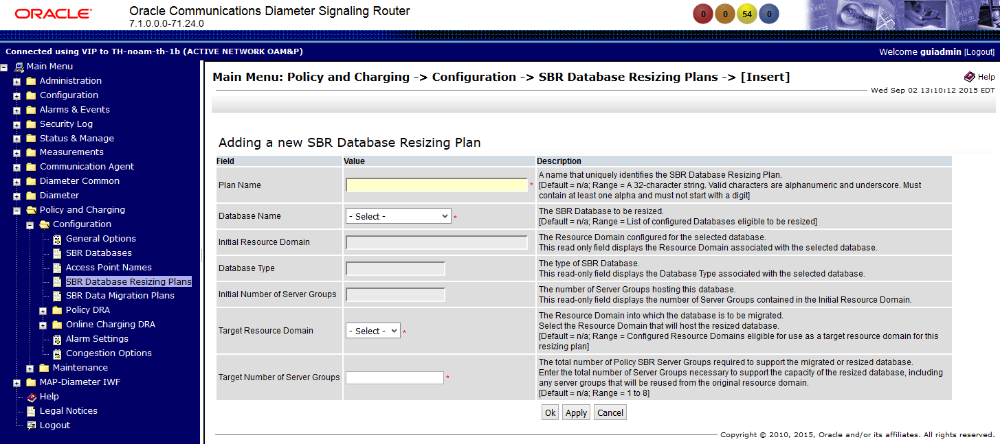 ORACLE®
Oracle Communications Diameter Signaling Router
7.1.0.0.0-71.24.0
0 0 54 0
Connected using VIP to TH-noam-th-1b (ACTIVE NETWORK OAM&P)
Welcome guiadmin [Logout]
Main Menu
Administration
Configuration
Alarms & Events
Security Log
Status & Manage
Measurements
Communication Agent
Diameter Common
Diameter
Policy and Charging
Configuration
General Options
SBR Databases
Access Point Names
SBR Database Resizing Plans
SBR Data Migration Plans
Policy DRA
Online Charging DRA
Alarm Settings
Congestion Options
Maintenance
MAP-Diameter IWF
Help
Legal Notices
Logout
Main Menu: Policy and Charging -> Configuration -> SBR Database Resizing Plans -> [Insert]
Help
Wed Sep 02 13:10:12 2015 EDT
Adding a new SBR Database Resizing Plan
Field Value Description
Plan Name
*
A name that uniquely identifies the SBR Database Resizing Plan.
[Default = n/a; Range = A 32-character string. Valid characters are alphanumeric and underscore. Must
contain at least one alpha and must not start with a digit]
Database Name
- Select - *
The SBR Database to be resized.
[Default = n/a; Range = List of configured Databases eligible to be resized]
Initial Resource Domain
The Resource Domain configured for the selected database.
This read only field displays the Resource Domain associated with the selected database.
Database Type
The type of SBR Database.
This read-only field displays the Database Type associated with the selected database.
Initial Number of Server Groups
The number of Server Groups hosting this database.
This read-only field displays the number of Server Groups contained in the Initial Resource Domain.
Target Resource Domain
- Select - *
The Resource Domain into which the database is to be migrated.
Select the Resource Domain that will host the resized database.
[Default = n/a; Range = Configured Resource Domains eligible for use as a target resource domain for this
resizing plan]
Target Number of Server Groups
*
The total number of Policy SBR Server Groups required to support the migrated or resized database.
Enter the total number of Server Groups necessary to support the capacity of the resized database, including
any server groups that will be reused from the original resource domain.
[Default = n/a; Range = 1 to 8]
Ok Apply Cancel
Copyright © 2010, 2015, Oracle and/or its affiliates. All rights reserved.